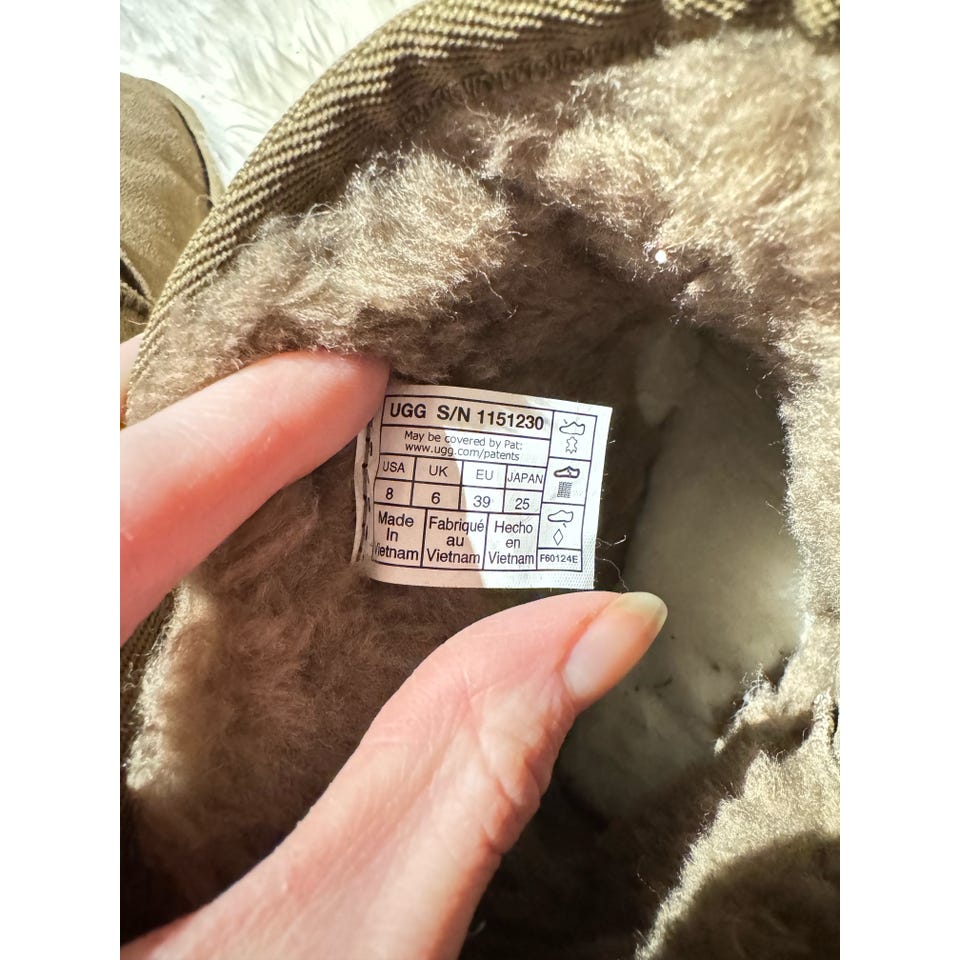 UGG S/N 1151230
May be covered by Pat:
www.ugg.com/patents
USA UK EU JAPAN
8 6 39 25
Made In Vietnam
Fabriqué au Vietnam
Hecho en Vietnam
F60124E